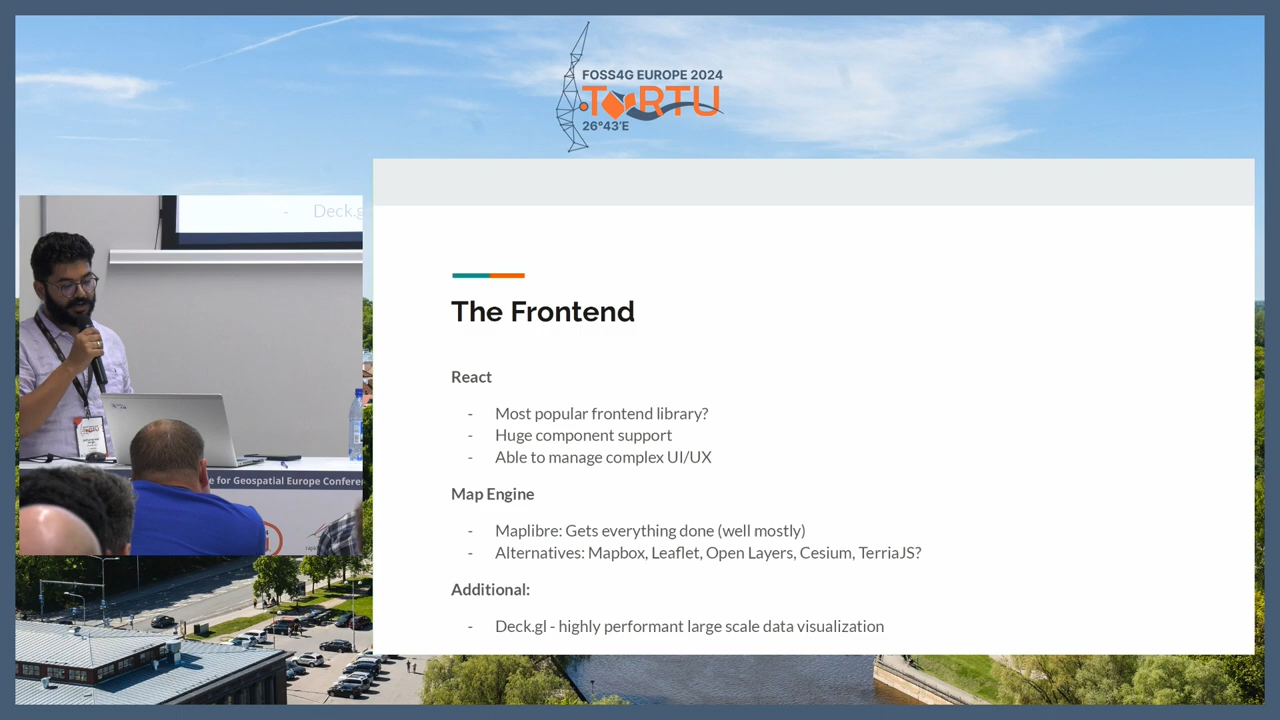 FOSS4G EUROPE 2024
TORTU
26°43'E
- Deck.g
The Frontend
React
- Most popular frontend library?
- Huge component support
- Able to manage complex UI/UX
Map Engine
- Maplibre: Gets everything done (well mostly)
- Alternatives: Mapbox, Leaflet, Open Layers, Cesium, TerriaJS?
Additional:
- Deck.gl - highly performant large scale data visualization
e for Geospatial Europe Conferen